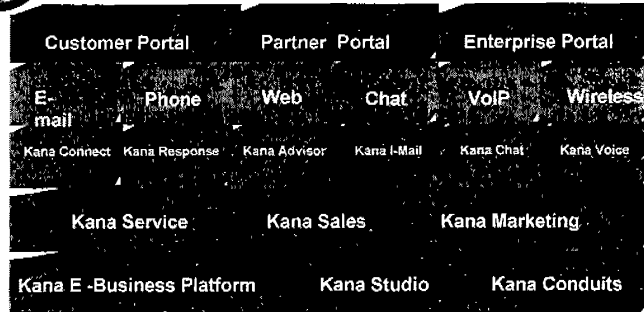 Customer Portal Partner Portal Enterprise Portal
E-mail Phone Web Chat VoIP Wireless
Kana Connect Kana Response Kana Advisor Kana I-Mail Kana Chat Kana Voice
Kana Service Kana Sales Kana Marketing
Kana E -Business Platform Kana Studio Kana Conduits